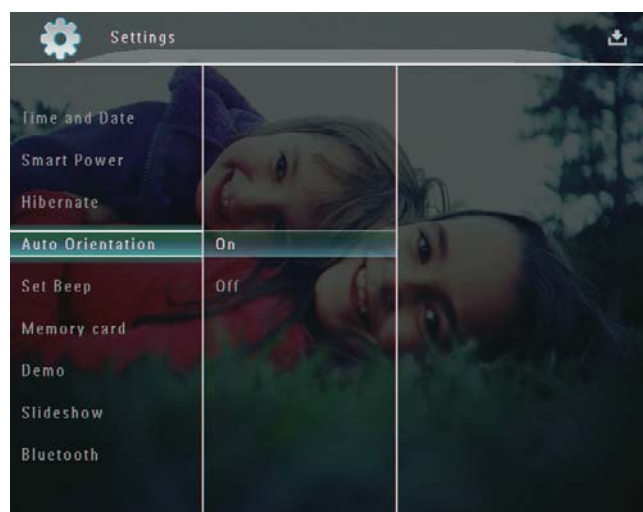 Settings
Time and Date
Smart Power
Hibernate
Auto Orientation
On
Set Beep
Off
Memory card
Demo
Slideshow
Bluetooth